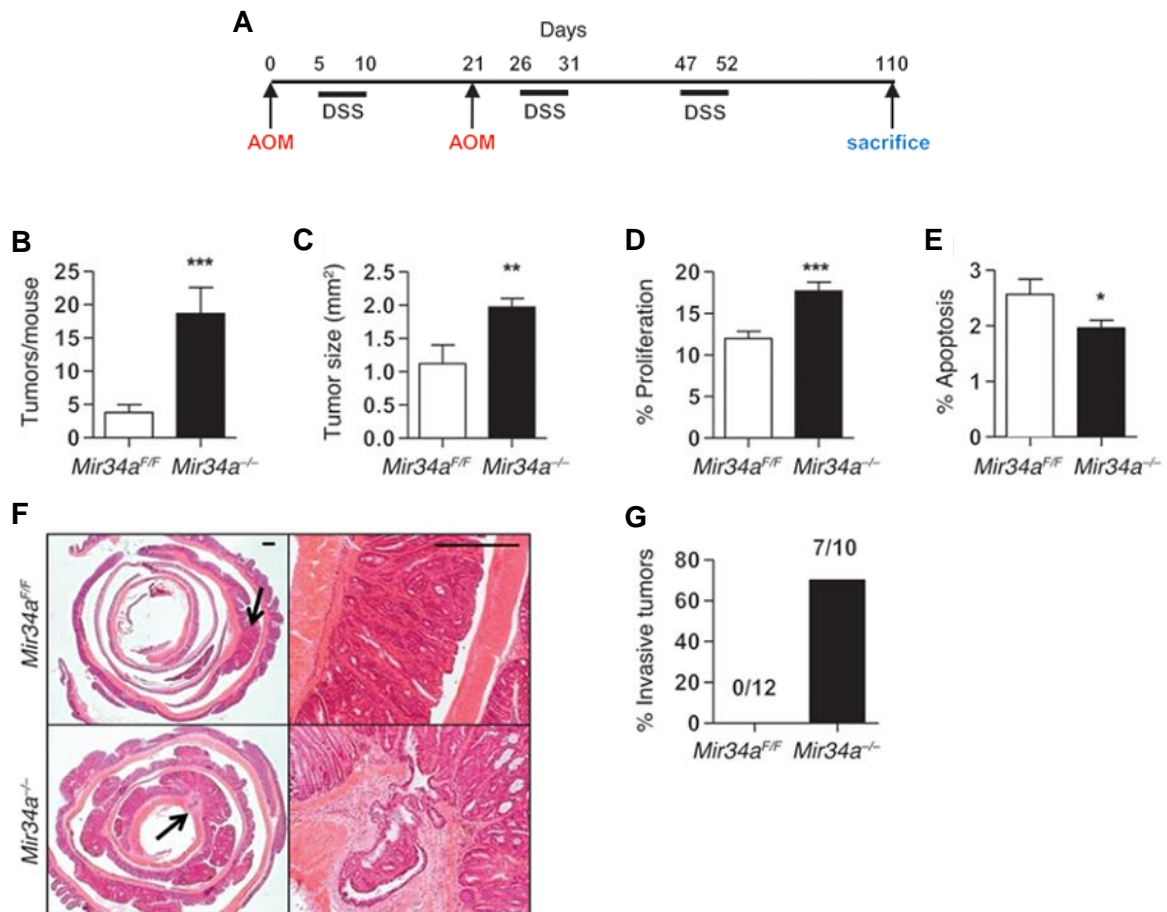 A
Days
0 5 10 21 26 31 47 52 110
DSS DSS DSS
AOM AOM sacrifice
B
Tumors/mouse
25
20
15
10
5
0
***
Mir34aF/F Mir34a−/−
C
Tumor size (mm²)
2.5
2.0
1.5
1.0
0.5
0.0
**
Mir34aF/F Mir34a−/−
D
% Proliferation
20
15
10
5
0
***
Mir34aF/F Mir34a−/−
E
% Apoptosis
3
2
1
0
*
Mir34aF/F Mir34a−/−
F
Mir34aF/F
Mir34a−/−
G
% Invasive tumors
80
60
40
20
0
0/12
7/10
Mir34aF/F Mir34a−/−